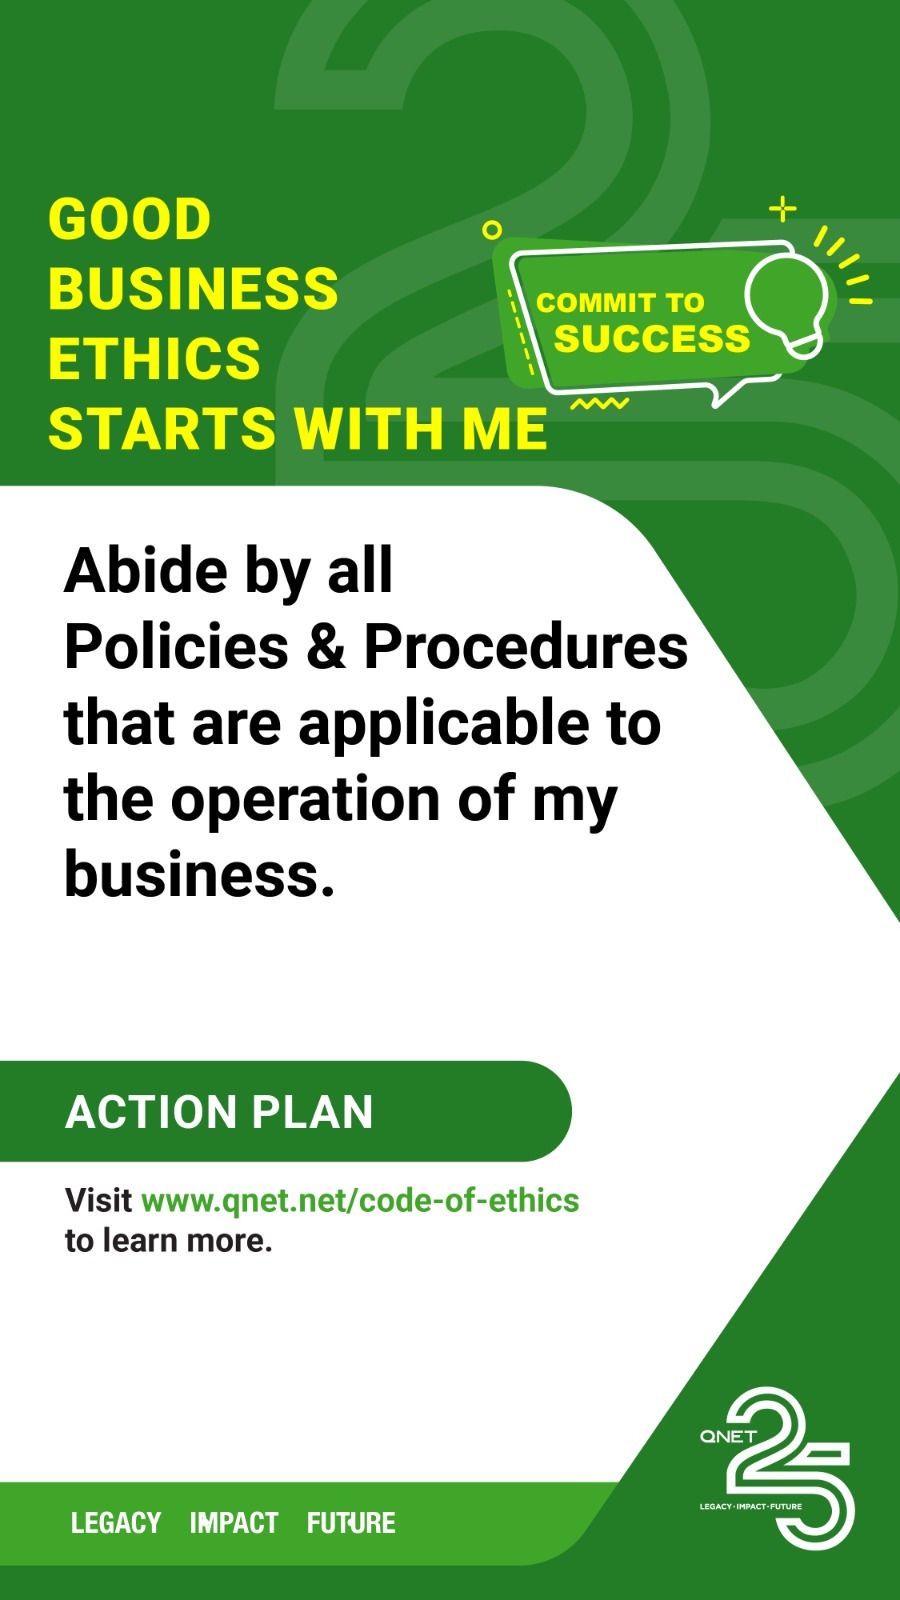 GOOD
BUSINESS
ETHICS
STARTS WITH ME
COMMIT TO
SUCCESS
Abide by all
Policies & Procedures
that are applicable to
the operation of my
business.
ACTION PLAN
Visit www.qnet.net/code-of-ethics
to learn more.
LEGACY IMPACT FUTURE
QNET 25
LEGACY·IMPACT·FUTURE